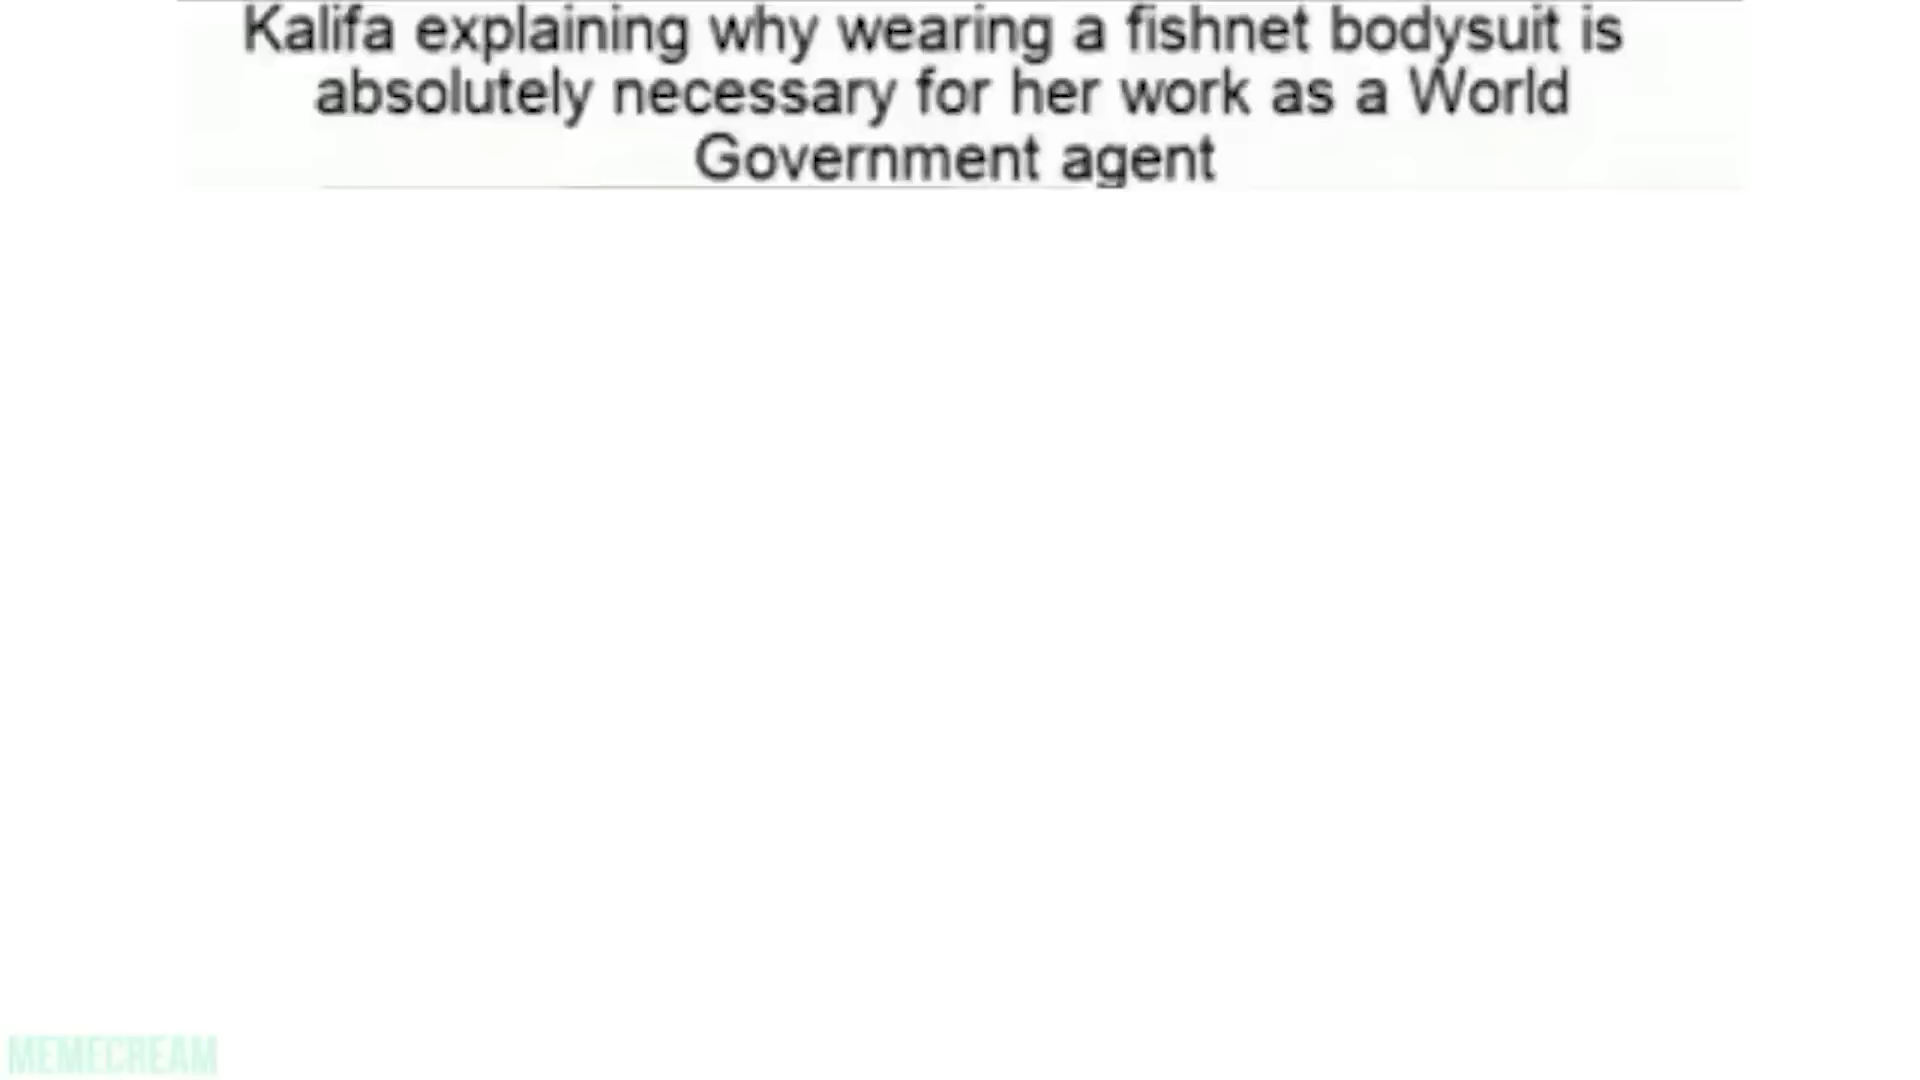 Kalifa explaining why wearing a fishnet bodysuit is
absolutely necessary for her work as a World
Government agent
MEMECREAM